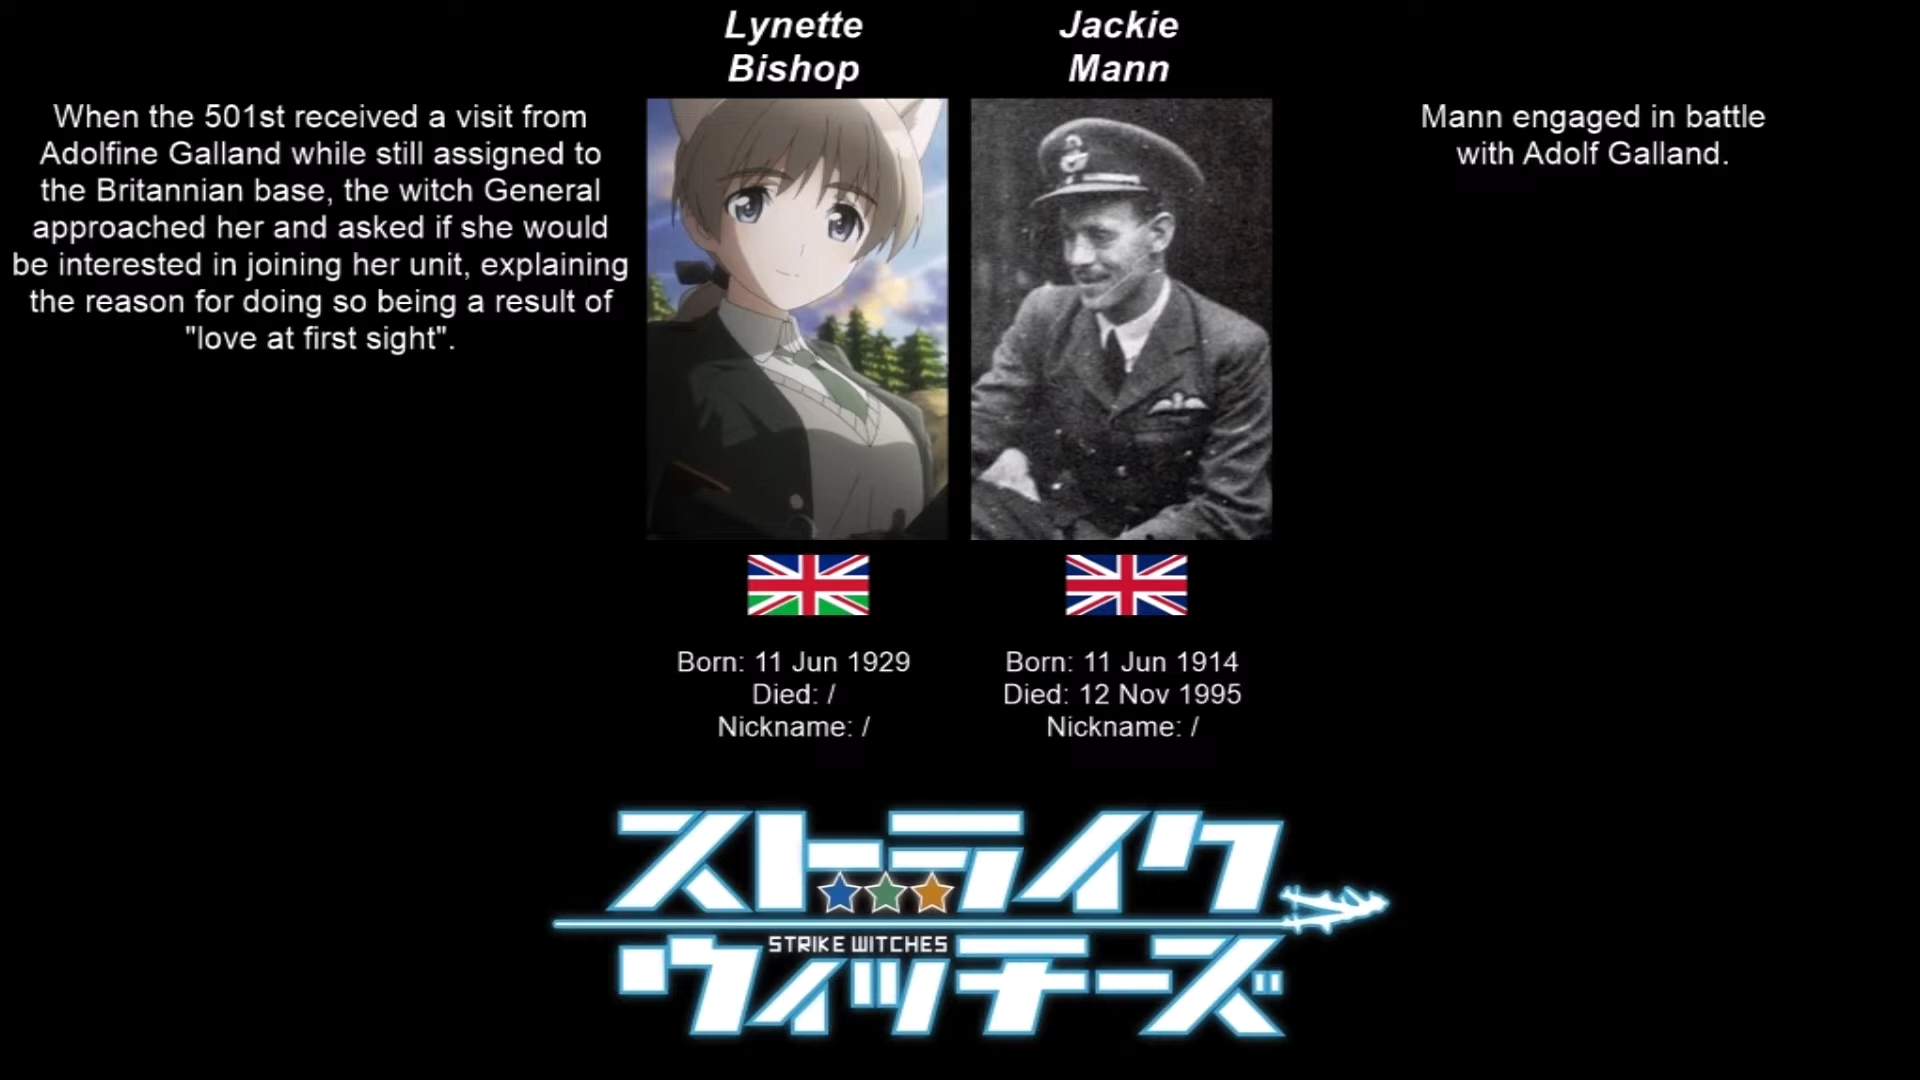 Lynette
Bishop
Jackie
Mann
When the 501st received a visit from
Adolfine Galland while still assigned to
the Britannian base, the witch General
approached her and asked if she would
be interested in joining her unit, explaining
the reason for doing so being a result of
"love at first sight".
Mann engaged in battle
with Adolf Galland.
Born: 11 Jun 1929
Died: /
Nickname: /
Born: 11 Jun 1914
Died: 12 Nov 1995
Nickname: /
ストライク
STRIKE WITCHES
ウィッチーズ